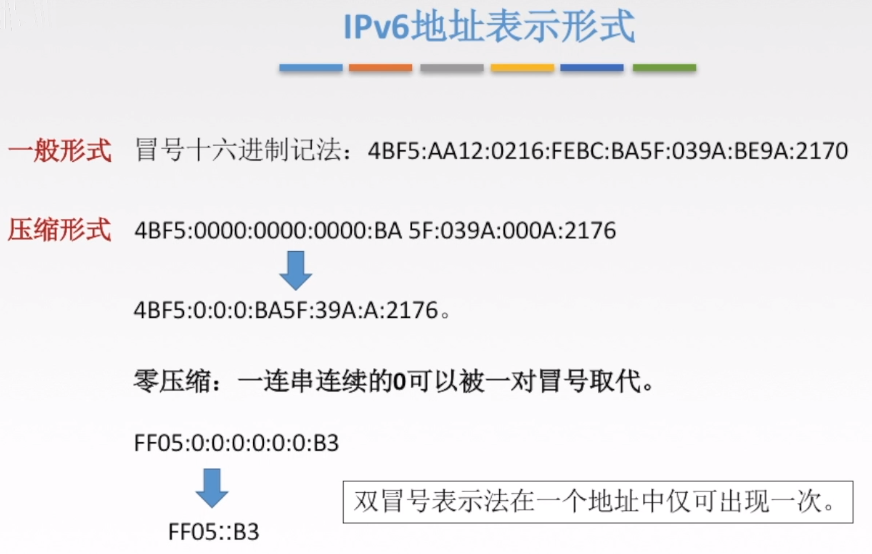 IPv6地址表示形式
一般形式 冒号十六进制记法：4BF5:AA12:0216:FEBC:BA5F:039A:BE9A:2170
压缩形式 4BF5:0000:0000:0000:BA 5F:039A:000A:2176
4BF5:0:0:0:BA5F:39A:A:2176。
零压缩：一连串连续的0可以被一对冒号取代。
FF05:0:0:0:0:0:0:B3
双冒号表示法在一个地址中仅可出现一次。
FF05::B3